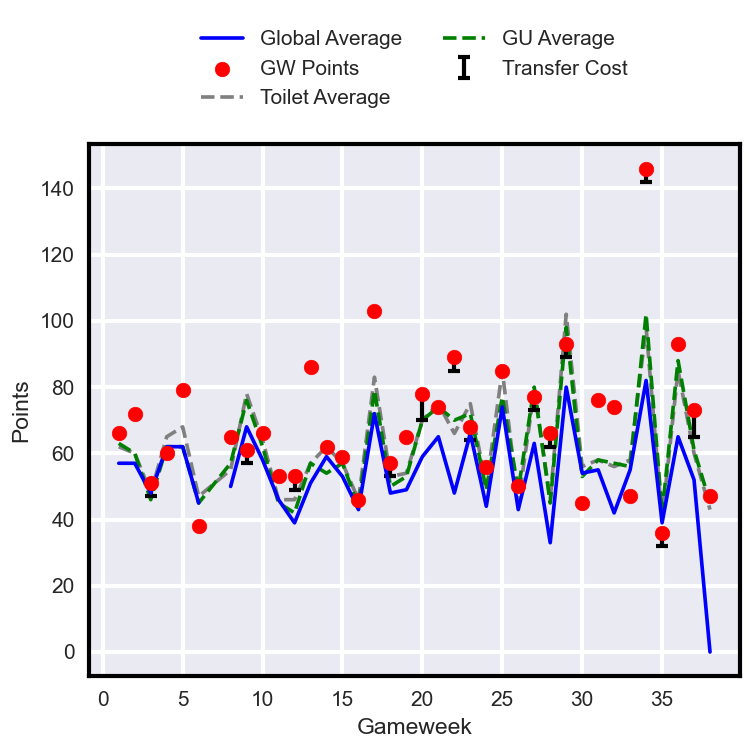 Global Average
GU Average
GW Points
Transfer Cost
Toilet Average
140
120
100
80
60
40
20
0
Points
0 5 10 15 20 25 30 35
Gameweek